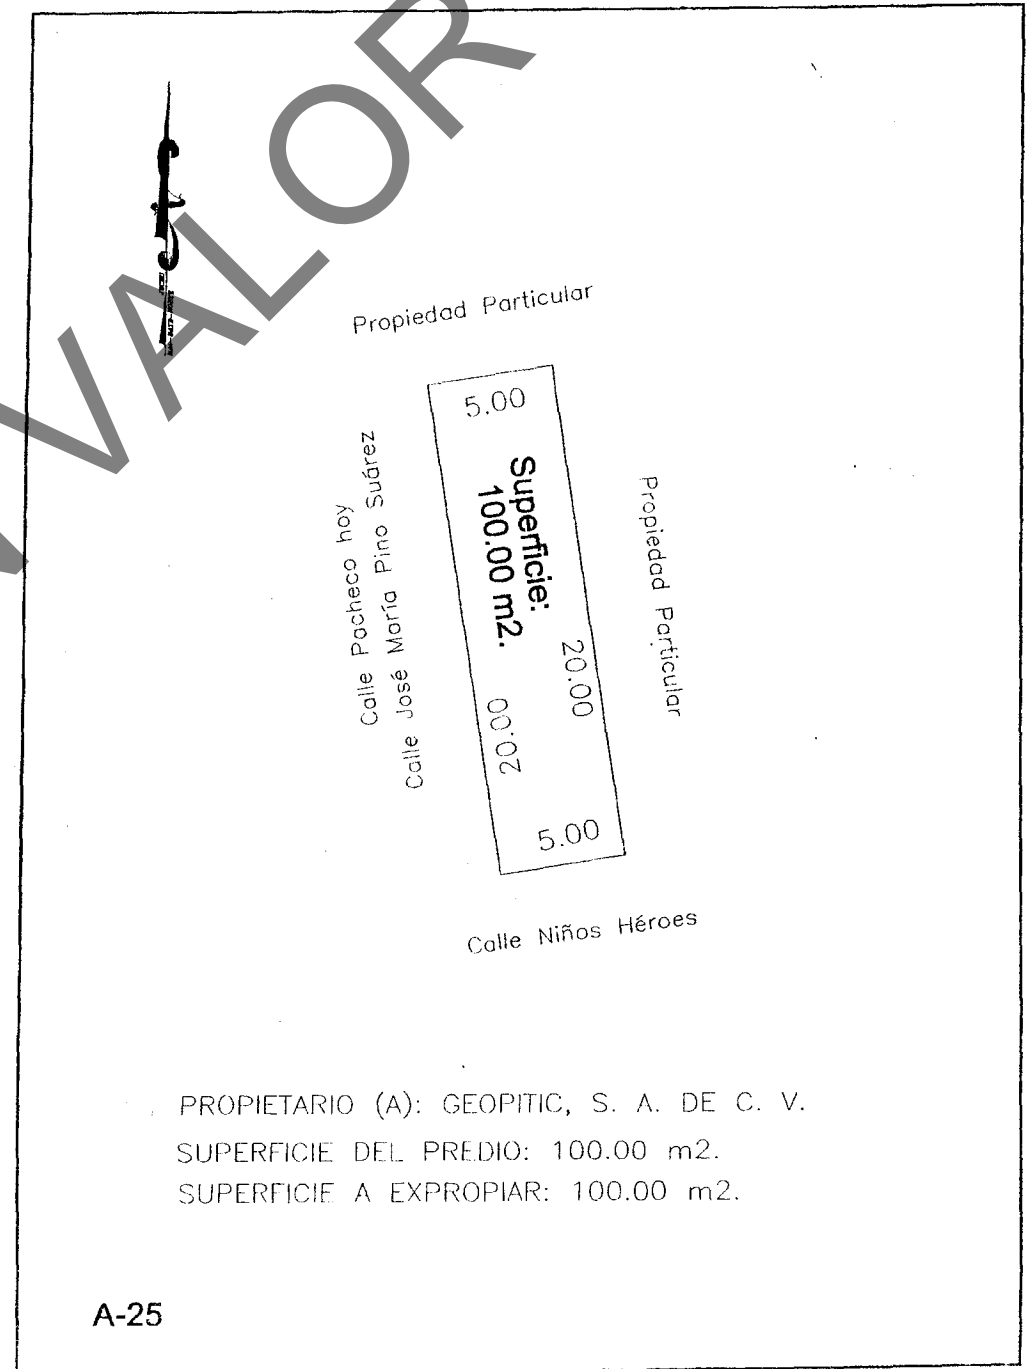 VALOR
Propiedad Particular
5.00
Calle Pacheco hoy
Calle José María Pino Suárez
Superficie:
100.00 m2.
20.00
20.00
Propiedad Particular
5.00
Calle Niños Héroes
PROPIETARIO (A): GEOPITIC, S. A. DE C. V.
SUPERFICIE DEL PREDIO: 100.00 m2.
SUPERFICIE A EXPROPIAR: 100.00 m2.
A-25